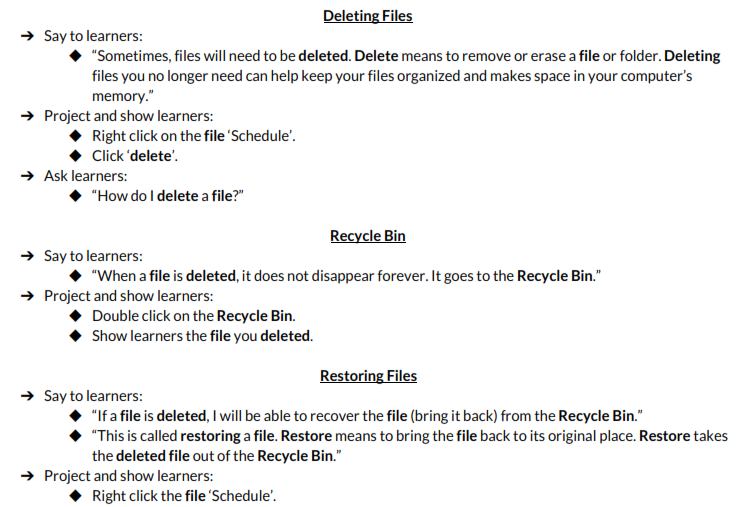 Deleting Files
➔ Say to learners:
◆ “Sometimes, files will need to be deleted. Delete means to remove or erase a file or folder. Deleting
files you no longer need can help keep your files organized and makes space in your computer’s
memory.”
➔ Project and show learners:
◆ Right click on the file ‘Schedule’.
◆ Click ‘delete’.
➔ Ask learners:
◆ “How do I delete a file?”
Recycle Bin
➔ Say to learners:
◆ “When a file is deleted, it does not disappear forever. It goes to the Recycle Bin.”
➔ Project and show learners:
◆ Double click on the Recycle Bin.
◆ Show learners the file you deleted.
Restoring Files
➔ Say to learners:
◆ “If a file is deleted, I will be able to recover the file (bring it back) from the Recycle Bin.”
◆ “This is called restoring a file. Restore means to bring the file back to its original place. Restore takes
the deleted file out of the Recycle Bin.”
➔ Project and show learners:
◆ Right click the file ‘Schedule’.